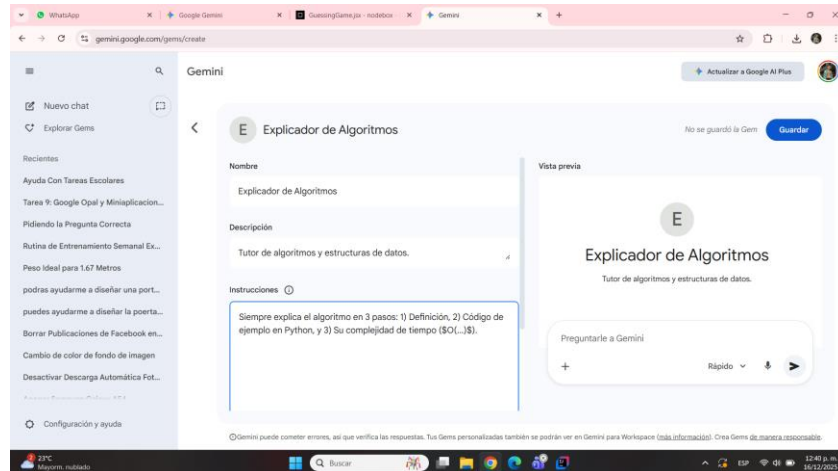 WhatsApp
Google Gemini
GuessingGame.jsx - nodebox
Gemini
gemini.google.com/gems/create
Gemini
Actualizar a Google AI Plus
Nuevo chat
Explorar Gems
Recientes
Ayuda Con Tareas Escolares
Tarea 9: Google Opal y Miniaplicacion...
Pidiendo la Pregunta Correcta
Rutina de Entrenamiento Semanal Ex...
Peso Ideal para 1.67 Metros
podras ayudarme a diseñar una port...
puedes ayudarme a diseñar la poerta...
Borrar Publicaciones de Facebook en...
Cambio de color de fondo de imagen
Desactivar Descarga Automática Fot...
Configuración y ayuda
E
Explicador de Algoritmos
No se guardó la Gem
Guardar
Nombre
Explicador de Algoritmos
Descripción
Tutor de algoritmos y estructuras de datos.
Instrucciones
Siempre explica el algoritmo en 3 pasos: 1) Definición, 2) Código de
ejemplo en Python, y 3) Su complejidad de tiempo ($O(...)$).
Vista previa
E
Explicador de Algoritmos
Tutor de algoritmos y estructuras de datos.
Preguntarle a Gemini
Rápido
Gemini puede cometer errores, así que verifica las respuestas. Tus Gems personalizadas también se podrán ver en Gemini para Workspace (más información). Crea Gems de manera responsable.
23°C
Mayorm. nublado
Buscar
ESP
12:40 p. m.
16/12/2025